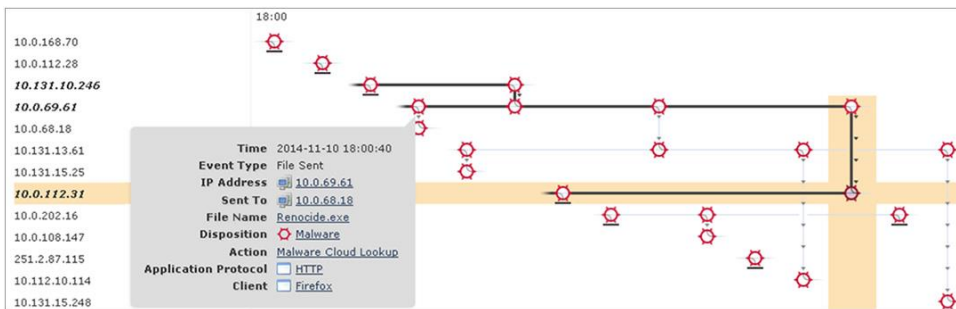 18:00
10.0.168.70
10.0.112.28
10.131.10.246
10.0.69.61
10.0.68.18
10.131.13.61
10.131.15.25
10.0.112.31
10.0.202.16
10.0.108.147
251.2.87.115
10.112.10.114
10.131.15.248
Time 2014-11-10 18:00:40
Event Type File Sent
IP Address 10.0.69.61
Sent To 10.0.68.18
File Name Renocide.exe
Disposition Malware
Action Malware Cloud Lookup
Application Protocol HTTP
Client Firefox